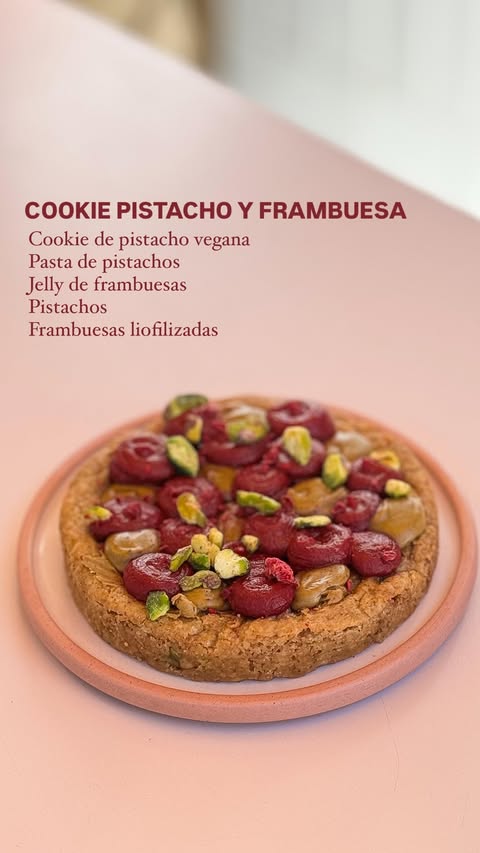 COOKIE PISTACHO Y FRAMBUESA
Cookie de pistacho vegana
Pasta de pistachos
Jelly de frambuesas
Pistachos
Frambuesas liofilizadas